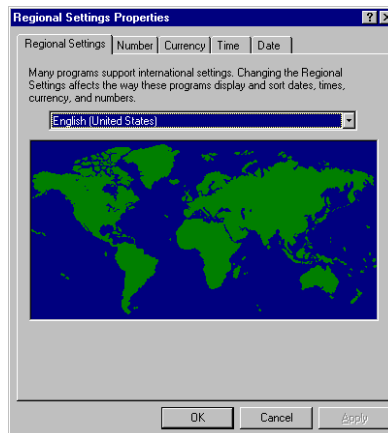 Regional Settings Properties
Regional Settings Number Currency Time Date
Many programs support international settings. Changing the Regional
Settings affects the way these programs display and sort dates, times,
currency, and numbers.
English (United States)
OK Cancel Apply